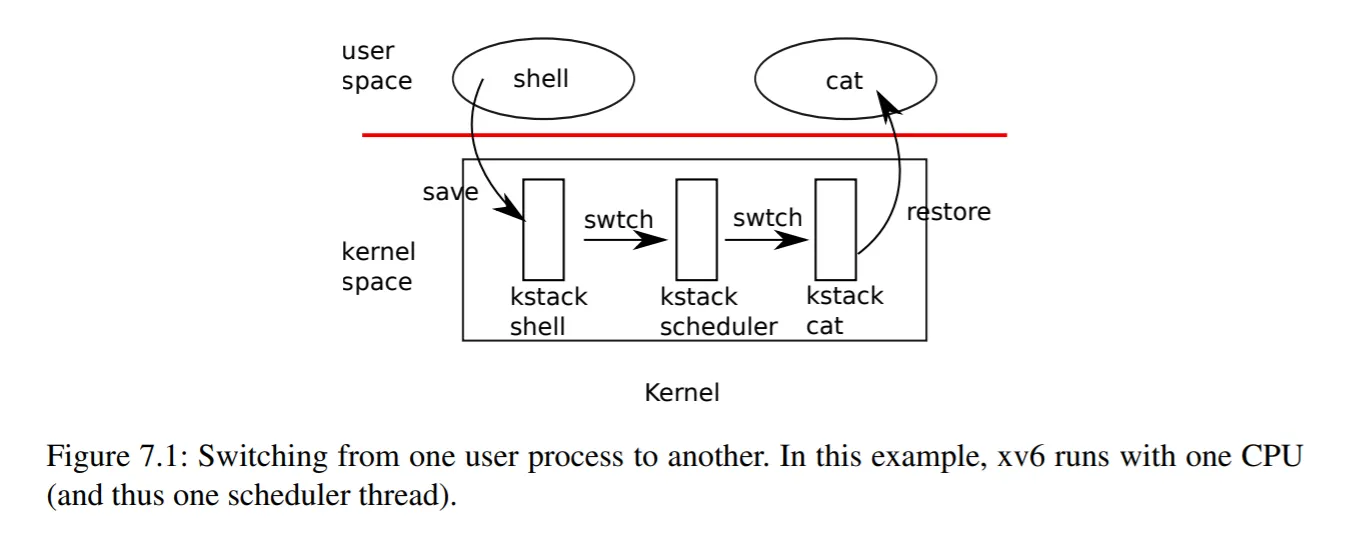 user
space
shell
cat
save
swtch
swtch
restore
kernel
space
kstack
shell
kstack
scheduler
kstack
cat
Kernel
Figure 7.1: Switching from one user process to another. In this example, xv6 runs with one CPU
(and thus one scheduler thread).